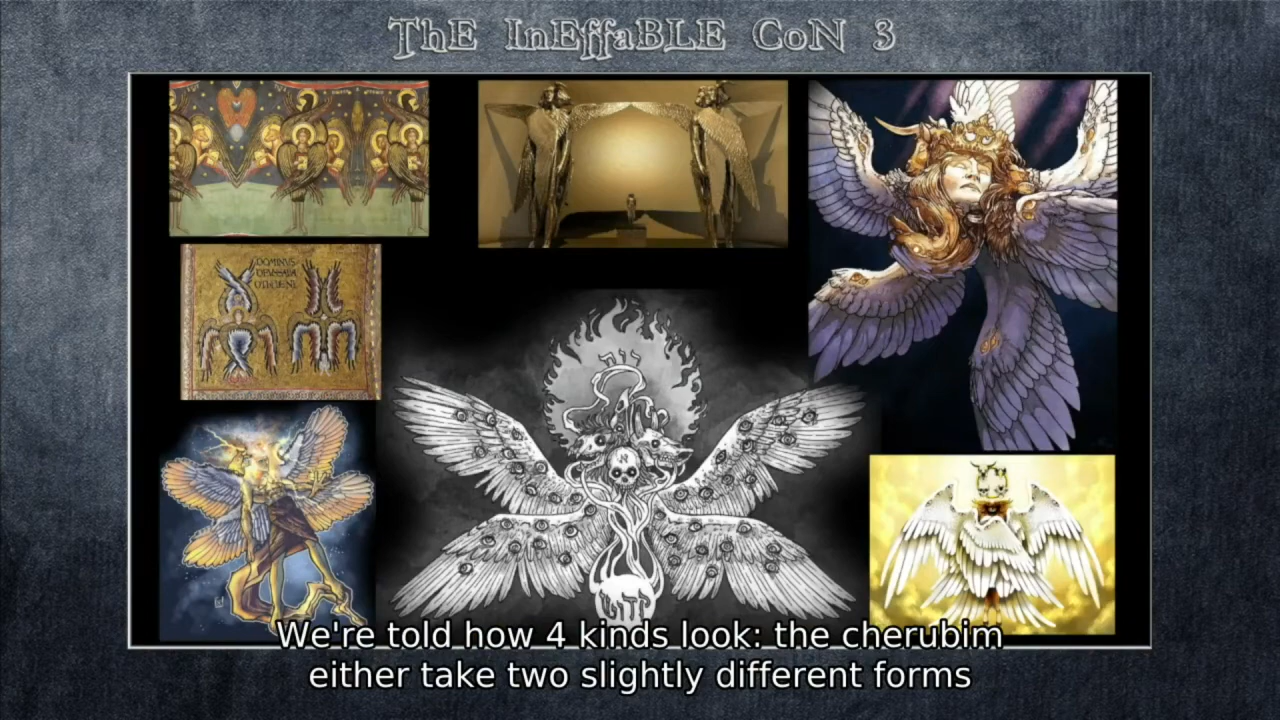 ThE InEffaBLE CoN 3
DOMINUS
We're told how 4 kinds look: the cherubim
either take two slightly different forms